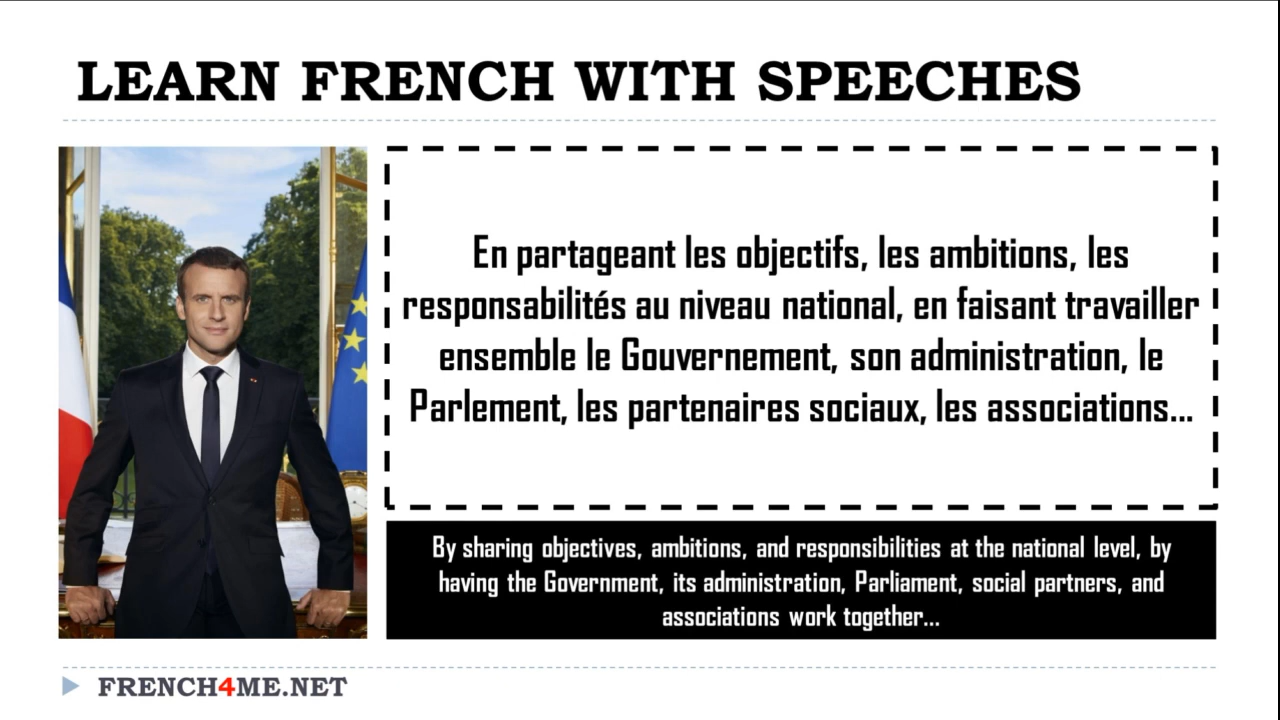 LEARN FRENCH WITH SPEECHES
En partageant les objectifs, les ambitions, les
responsabilités au niveau national, en faisant travailler
ensemble le Gouvernement, son administration, le
Parlement, les partenaires sociaux, les associations...
By sharing objectives, ambitions, and responsibilities at the national level, by
having the Government, its administration, Parliament, social partners, and
associations work together...
FRENCH4ME.NET